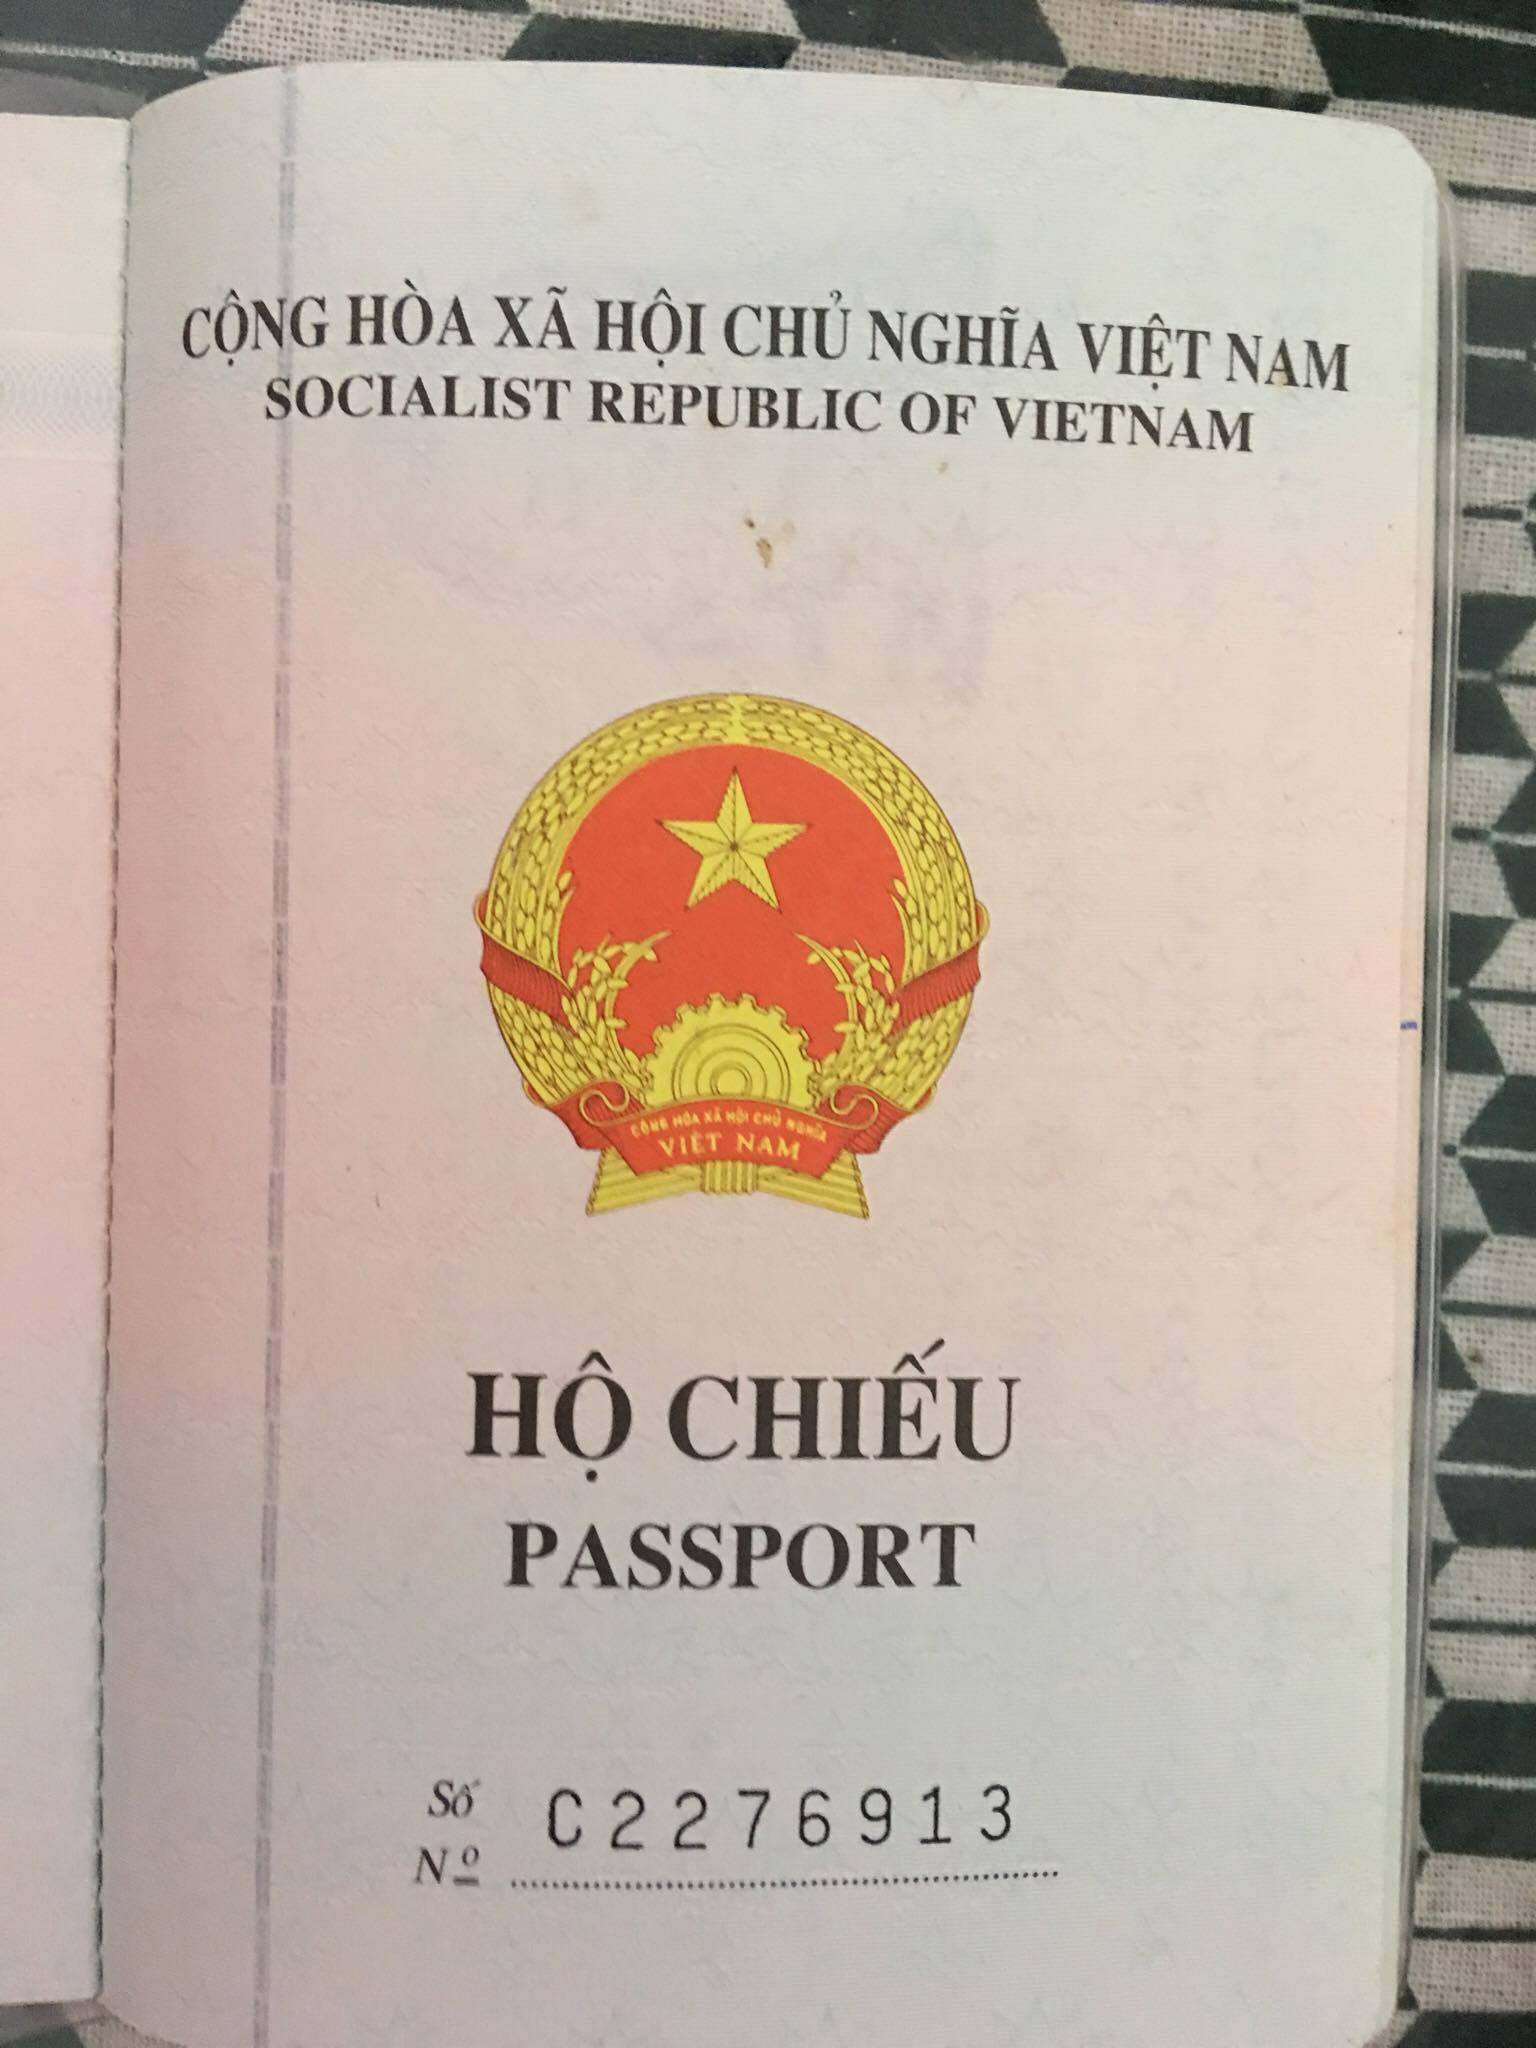 CỘNG HÒA XÃ HỘI CHỦ NGHĨA VIỆT NAM
SOCIALIST REPUBLIC OF VIETNAM
CỘNG HÒA XÃ HỘI CHỦ NGHĨA
VIỆT NAM
HỘ CHIẾU
PASSPORT
Số C2276913
Nº